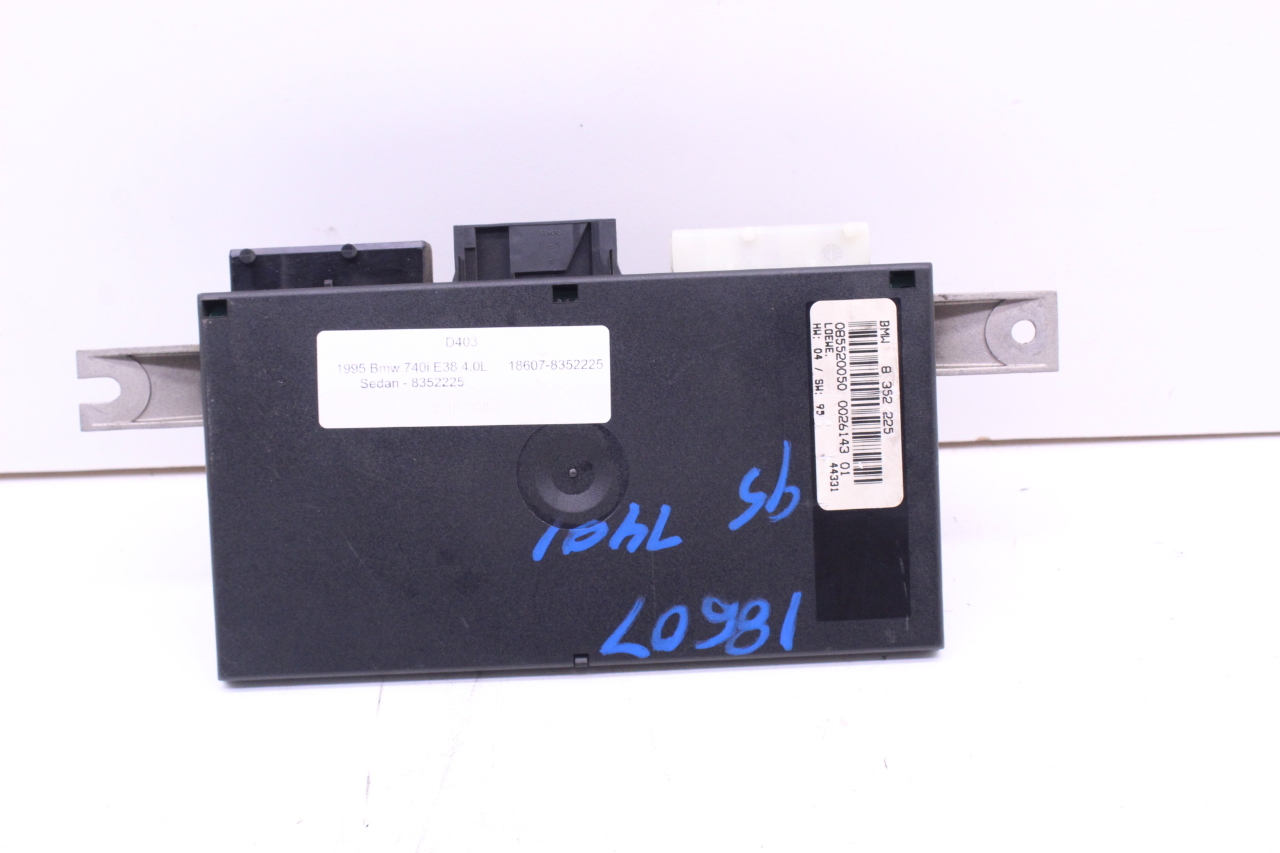 D403
1995 Bmw 740i E38 4.0L 18607-8352225
Sedan - 8352225
BMW 8 352 225
085520050 0026143 01
LOEWE. 44331
HW: 04 / SW: 95
18607
95 740i